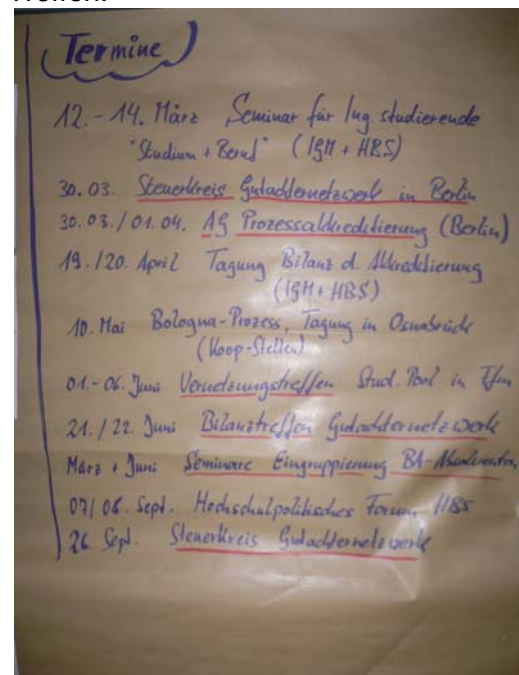 Termine
12. - 14. März Seminar für Ing. studierende
"Studium + Beruf" (IGM + HBS)
30.03. Steuerkreis Gutachternetzwerk in Berlin
30.03./01.04. AG Prozessakkreditierung (Berlin)
19./20. April Tagung Bilanz d. Akkreditierung
(IGM + HBS)
10. Mai Bologna-Prozess, Tagung in Osnabrück
(Koop-Stellen)
01.-06. Juni Vernetzungstreffen Stud. Pool in
21./22. Juni Bilanztreffen Gutachternetzwerk
März + Juni Seminare Eingruppierung BA-Absolventen
07/08. Sept. Hochschulpolitisches Forum HBS
26. Sept. Steuerkreis Gutachternetzwerk